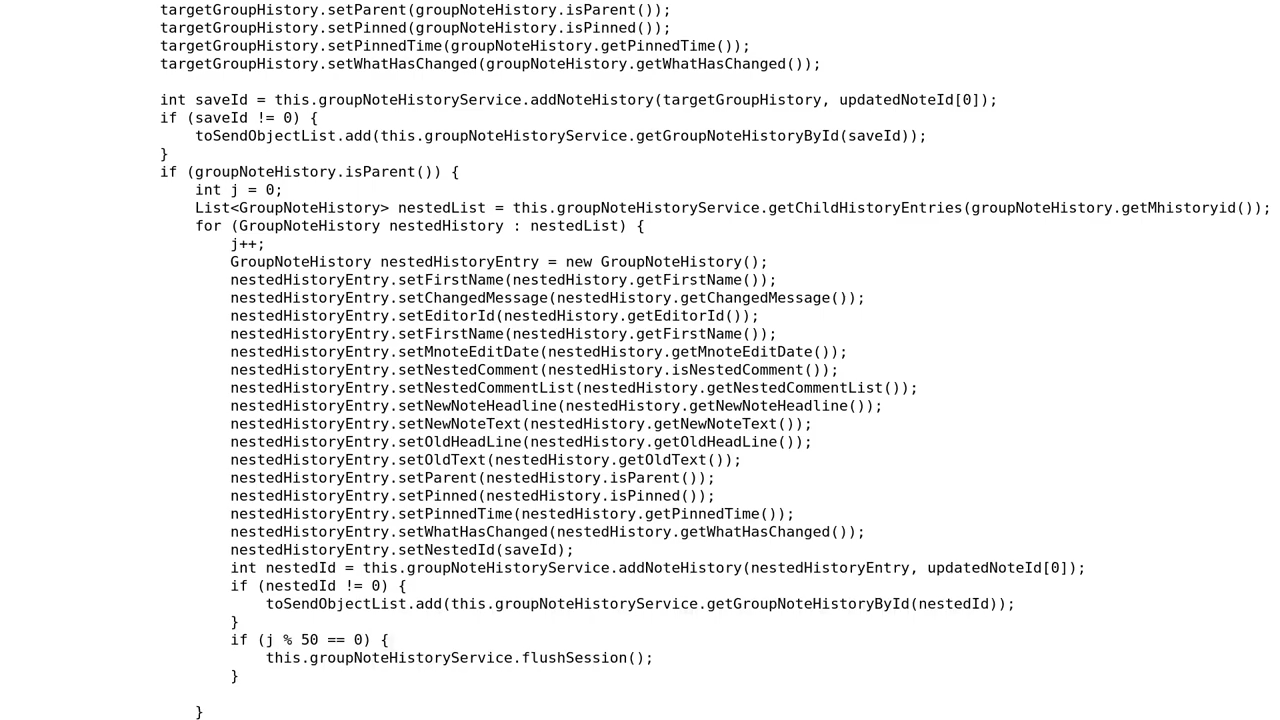 targetGroupHistory.setParent(groupNoteHistory.isParent());
targetGroupHistory.setPinned(groupNoteHistory.isPinned());
targetGroupHistory.setPinnedTime(groupNoteHistory.getPinnedTime());
targetGroupHistory.setWhatHasChanged(groupNoteHistory.getWhatHasChanged());

int saveId = this.groupNoteHistoryService.addNoteHistory(targetGroupHistory, updatedNoteId[0]);
if (saveId != 0) {
    toSendObjectList.add(this.groupNoteHistoryService.getGroupNoteHistoryById(saveId));
}
if (groupNoteHistory.isParent()) {
    int j = 0;
    List<GroupNoteHistory> nestedList = this.groupNoteHistoryService.getChildHistoryEntries(groupNoteHistory.getMhistoryid());
    for (GroupNoteHistory nestedHistory : nestedList) {
        j++;
        GroupNoteHistory nestedHistoryEntry = new GroupNoteHistory();
        nestedHistoryEntry.setFirstName(nestedHistory.getFirstName());
        nestedHistoryEntry.setChangedMessage(nestedHistory.getChangedMessage());
        nestedHistoryEntry.setEditorId(nestedHistory.getEditorId());
        nestedHistoryEntry.setFirstName(nestedHistory.getFirstName());
        nestedHistoryEntry.setMnoteEditDate(nestedHistory.getMnoteEditDate());
        nestedHistoryEntry.setNestedComment(nestedHistory.isNestedComment());
        nestedHistoryEntry.setNestedCommentList(nestedHistory.getNestedCommentList());
        nestedHistoryEntry.setNewNoteHeadline(nestedHistory.getNewNoteHeadline());
        nestedHistoryEntry.setNewNoteText(nestedHistory.getNewNoteText());
        nestedHistoryEntry.setOldHeadLine(nestedHistory.getOldHeadLine());
        nestedHistoryEntry.setOldText(nestedHistory.getOldText());
        nestedHistoryEntry.setParent(nestedHistory.isParent());
        nestedHistoryEntry.setPinned(nestedHistory.isPinned());
        nestedHistoryEntry.setPinnedTime(nestedHistory.getPinnedTime());
        nestedHistoryEntry.setWhatHasChanged(nestedHistory.getWhatHasChanged());
        nestedHistoryEntry.setNestedId(saveId);
        int nestedId = this.groupNoteHistoryService.addNoteHistory(nestedHistoryEntry, updatedNoteId[0]);
        if (nestedId != 0) {
            toSendObjectList.add(this.groupNoteHistoryService.getGroupNoteHistoryById(nestedId));
        }
        if (j % 50 == 0) {
            this.groupNoteHistoryService.flushSession();
        }

    }